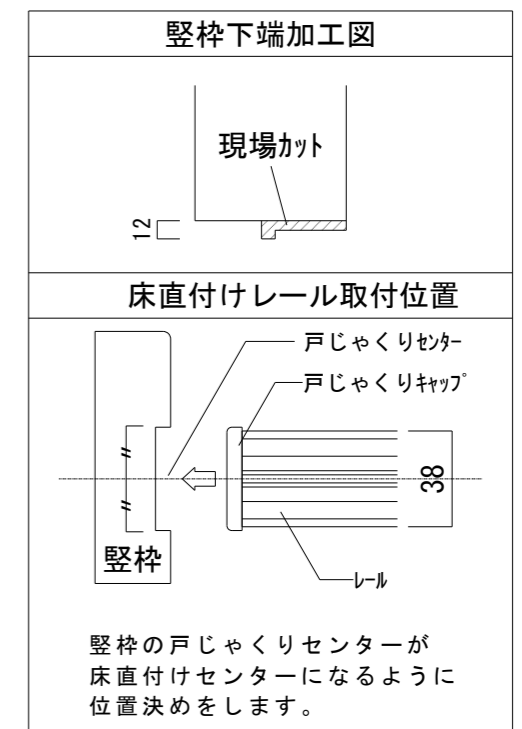 竪枠下端加工図
現場ｶｯﾄ
12
床直付けレール取付位置
戸じゃくりｾﾝﾀｰ
戸じゃくりｷｬｯﾌﾟ
38
竪枠
ﾚｰﾙ
竪枠の戸じゃくりセンターが
床直付けセンターになるように
位置決めをします。